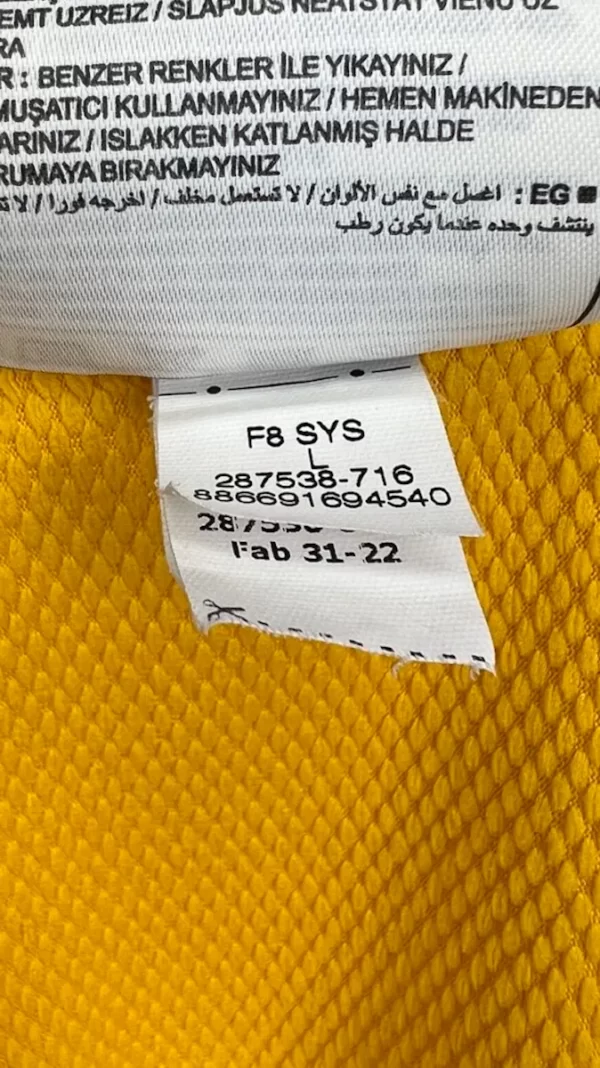 EMT UZREIZ / SLAPJUS NEATSTĀT VIENU UZ
RA
R : BENZER RENKLER İLE YIKAYINIZ /
MUŞATICI KULLANMAYINIZ / HEMEN MAKİNEDEN
ARINIZ / ISLAKKEN KATLANMIŞ HALDE
RUMAYA BIRAKMAYINIZ
EG : اغسل مع نفس الألوان / لا تستعمل مخلف / اخرجه فورا / لا
ينتشف وحده عندما يكون رطب
F8 SYS
L
287538-716
886691694540
Fab 31-22